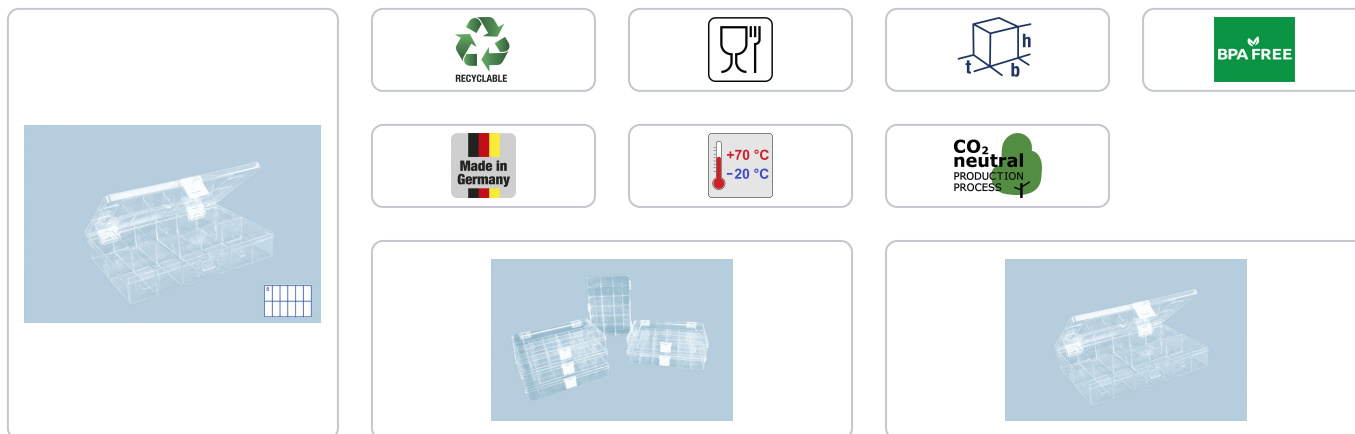 RECYCLABLE
h
t
b
BPA FREE
Made in
Germany
+70 °C
−20 °C
CO₂
neutral
PRODUCTION
PROCESS